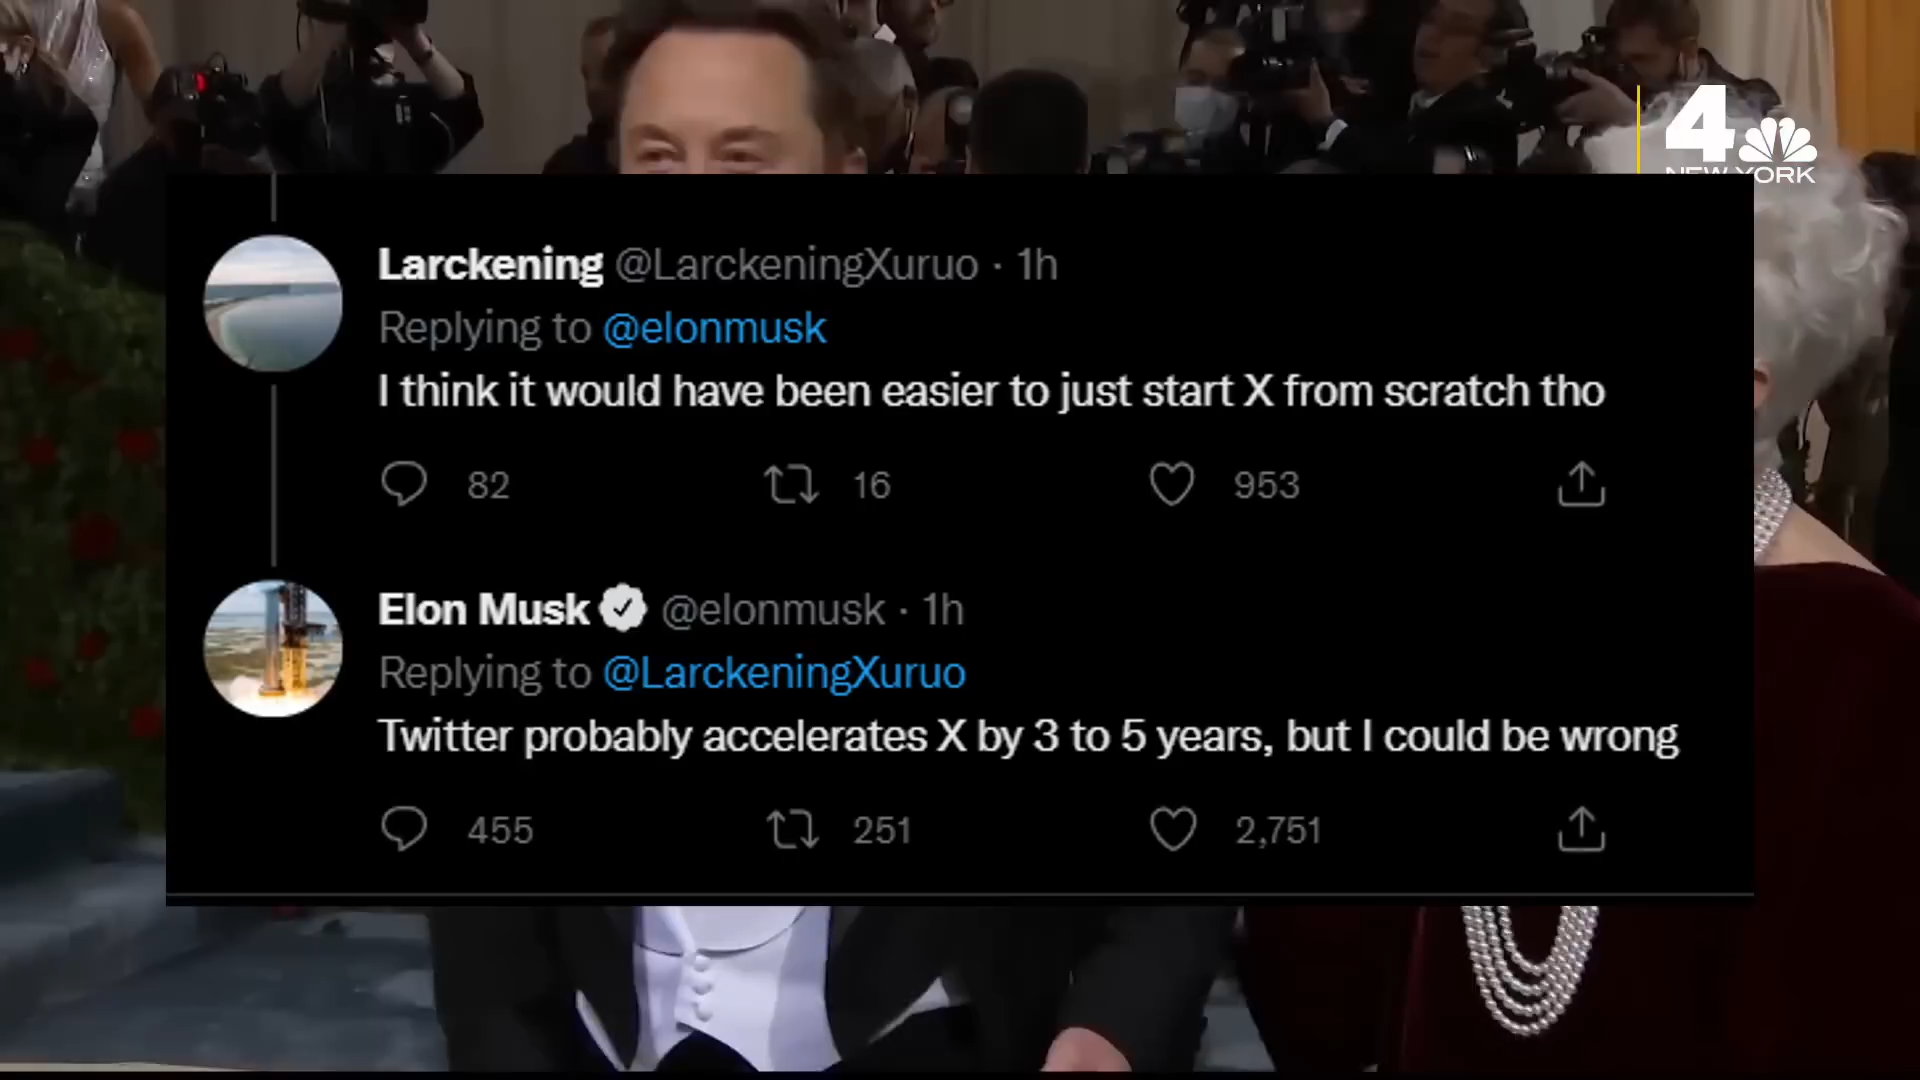 4
NEW YORK
Larckening @LarckeningXuruo · 1h
Replying to @elonmusk
I think it would have been easier to just start X from scratch tho
82 16 953
Elon Musk @elonmusk · 1h
Replying to @LarckeningXuruo
Twitter probably accelerates X by 3 to 5 years, but I could be wrong
455 251 2,751